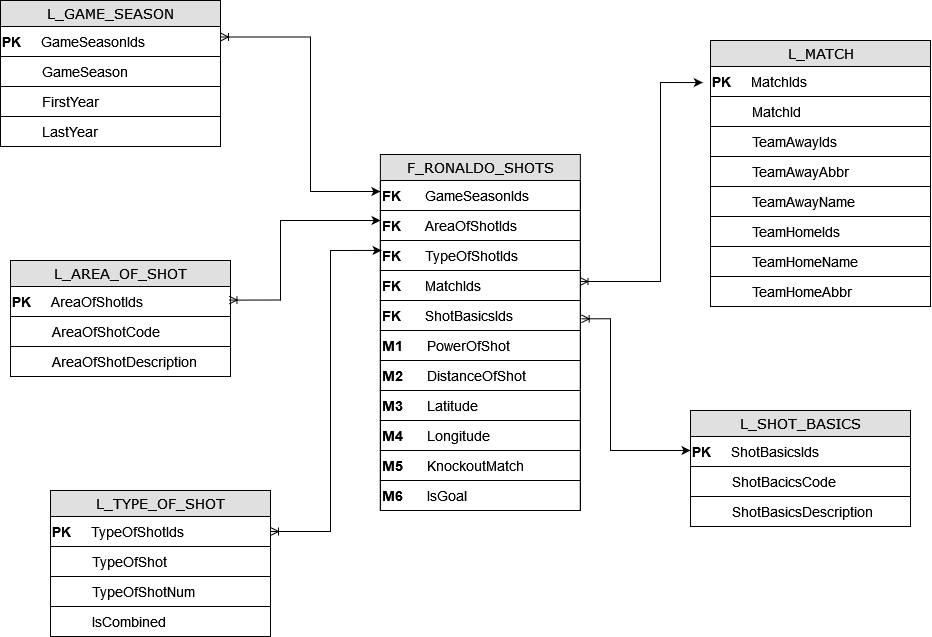 L_GAME_SEASON
PK GameSeasonIds
GameSeason
FirstYear
LastYear
L_AREA_OF_SHOT
PK AreaOfShotIds
AreaOfShotCode
AreaOfShotDescription
L_TYPE_OF_SHOT
PK TypeOfShotIds
TypeOfShot
TypeOfShotNum
IsCombined
F_RONALDO_SHOTS
FK GameSeasonIds
FK AreaOfShotIds
FK TypeOfShotIds
FK MatchIds
FK ShotBasicsIds
M1 PowerOfShot
M2 DistanceOfShot
M3 Latitude
M4 Longitude
M5 KnockoutMatch
M6 IsGoal
L_MATCH
PK MatchIds
MatchId
TeamAwayIds
TeamAwayAbbr
TeamAwayName
TeamHomeIds
TeamHomeName
TeamHomeAbbr
L_SHOT_BASICS
PK ShotBasicsIds
ShotBacicsCode
ShotBasicsDescription